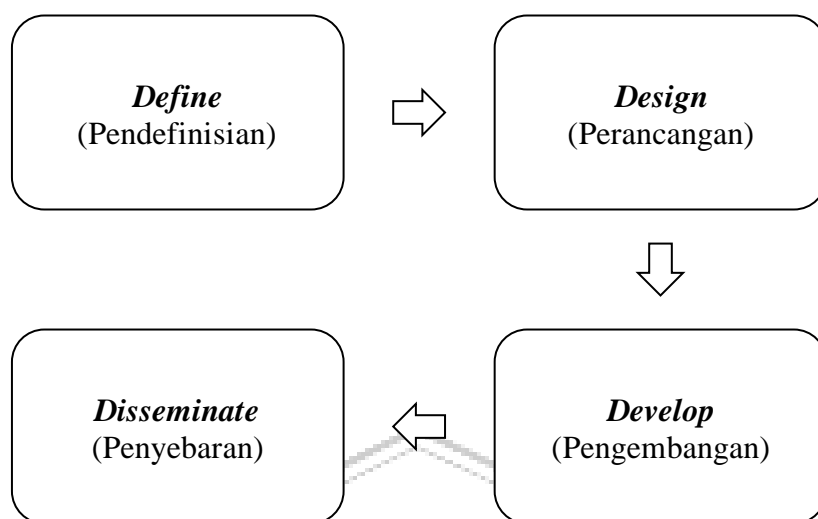 Define
(Pendefinisian)
Design
(Perancangan)
Develop
(Pengembangan)
Disseminate
(Penyebaran)